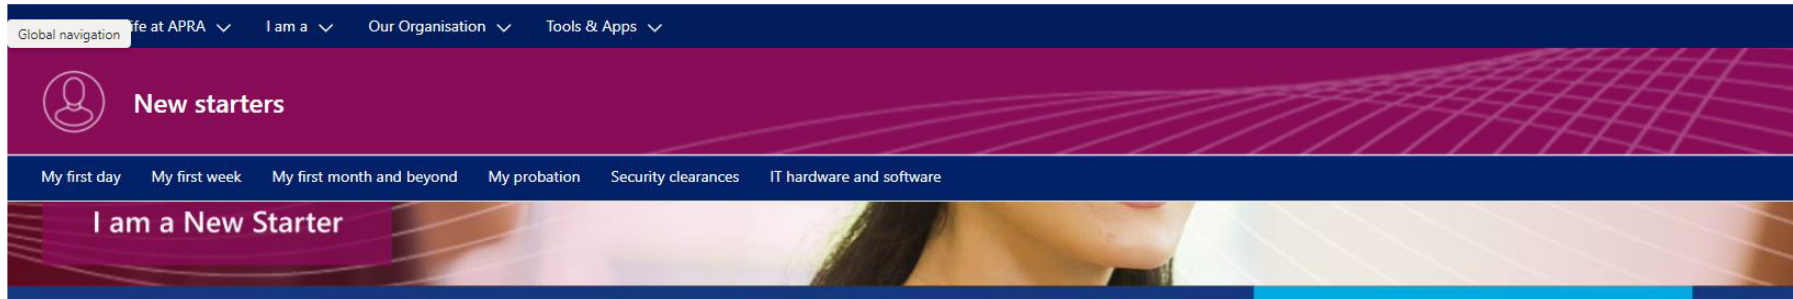 Global navigation
ife at APRA I am a Our Organisation Tools & Apps
New starters
My first day My first week My first month and beyond My probation Security clearances IT hardware and software
I am a New Starter